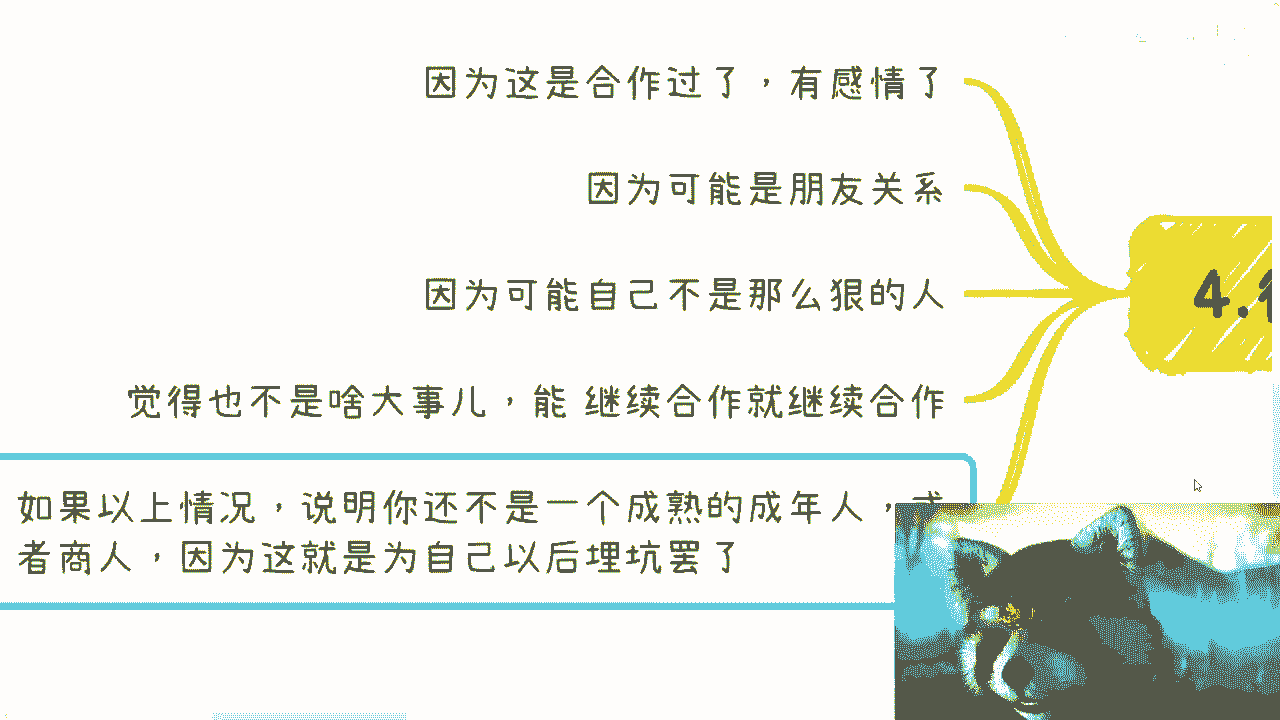 因为这是合作过了，有感情了
因为可能是朋友关系
因为可能自己不是那么狠的人
觉得也不是啥大事儿，能 继续合作就继续合作
如果以上情况，说明你还不是一个成熟的成年人，或
者商人，因为这就是为自己以后埋坑罢了
4.